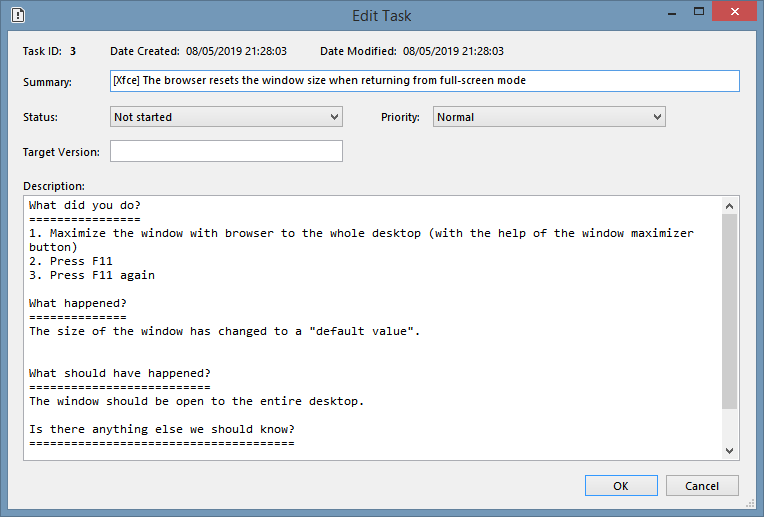 Edit Task
Task ID: 3 Date Created: 08/05/2019 21:28:03 Date Modified: 08/05/2019 21:28:03
Summary: [Xfce] The browser resets the window size when returning from full-screen mode
Status: Not started Priority: Normal
Target Version:
Description:
What did you do?
================
1. Maximize the window with browser to the whole desktop (with the help of the window maximizer
button)
2. Press F11
3. Press F11 again
What happened?
==============
The size of the window has changed to a "default value".
What should have happened?
==========================
The window should be open to the entire desktop.
Is there anything else we should know?
======================================
OK Cancel